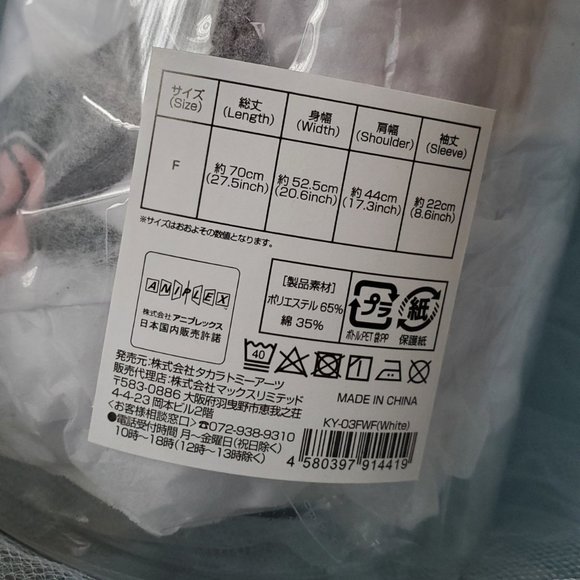 サイズ 総丈 身幅 肩幅 袖丈
(Size) (Length) (Width) (Shoulder) (Sleeve)
F 約 70cm 約 52.5cm 約 44cm 約 22cm
(27.5inch) (20.6inch) (17.3inch) (8.6inch)
※サイズはおおよその数値となります。
ANIPLEX
株式会社 アニプレックス
日本国内販売許諾
[製品素材]
ポリエステル 65%
綿 35%
プラ
ボトル:PET 袋:PP
紙
保護紙
40
発売元:株式会社タカラトミーアーツ
販売代理店:株式会社マックスリミテッド
〒583-0886 大阪府羽曳野市恵我之荘
4-4-23 岡本ビル2階
<お客様相談窓口>☎072-938-9310
●電話受付時間 月〜金曜日(祝日除く)
10時〜18時(12時〜13時除く)
MADE IN CHINA
KY-03FWF(White)
4 580397 914419